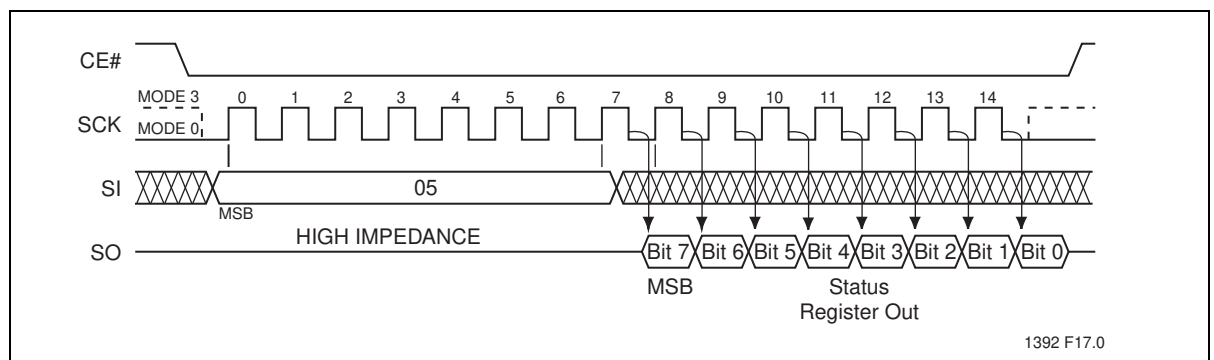 CE#
MODE 3
0 1 2 3 4 5 6 7 8 9 10 11 12 13 14
SCK
MODE 0
SI
05
MSB
HIGH IMPEDANCE
SO
Bit 7 Bit 6 Bit 5 Bit 4 Bit 3 Bit 2 Bit 1 Bit 0
MSB
Status
Register Out
1392 F17.0